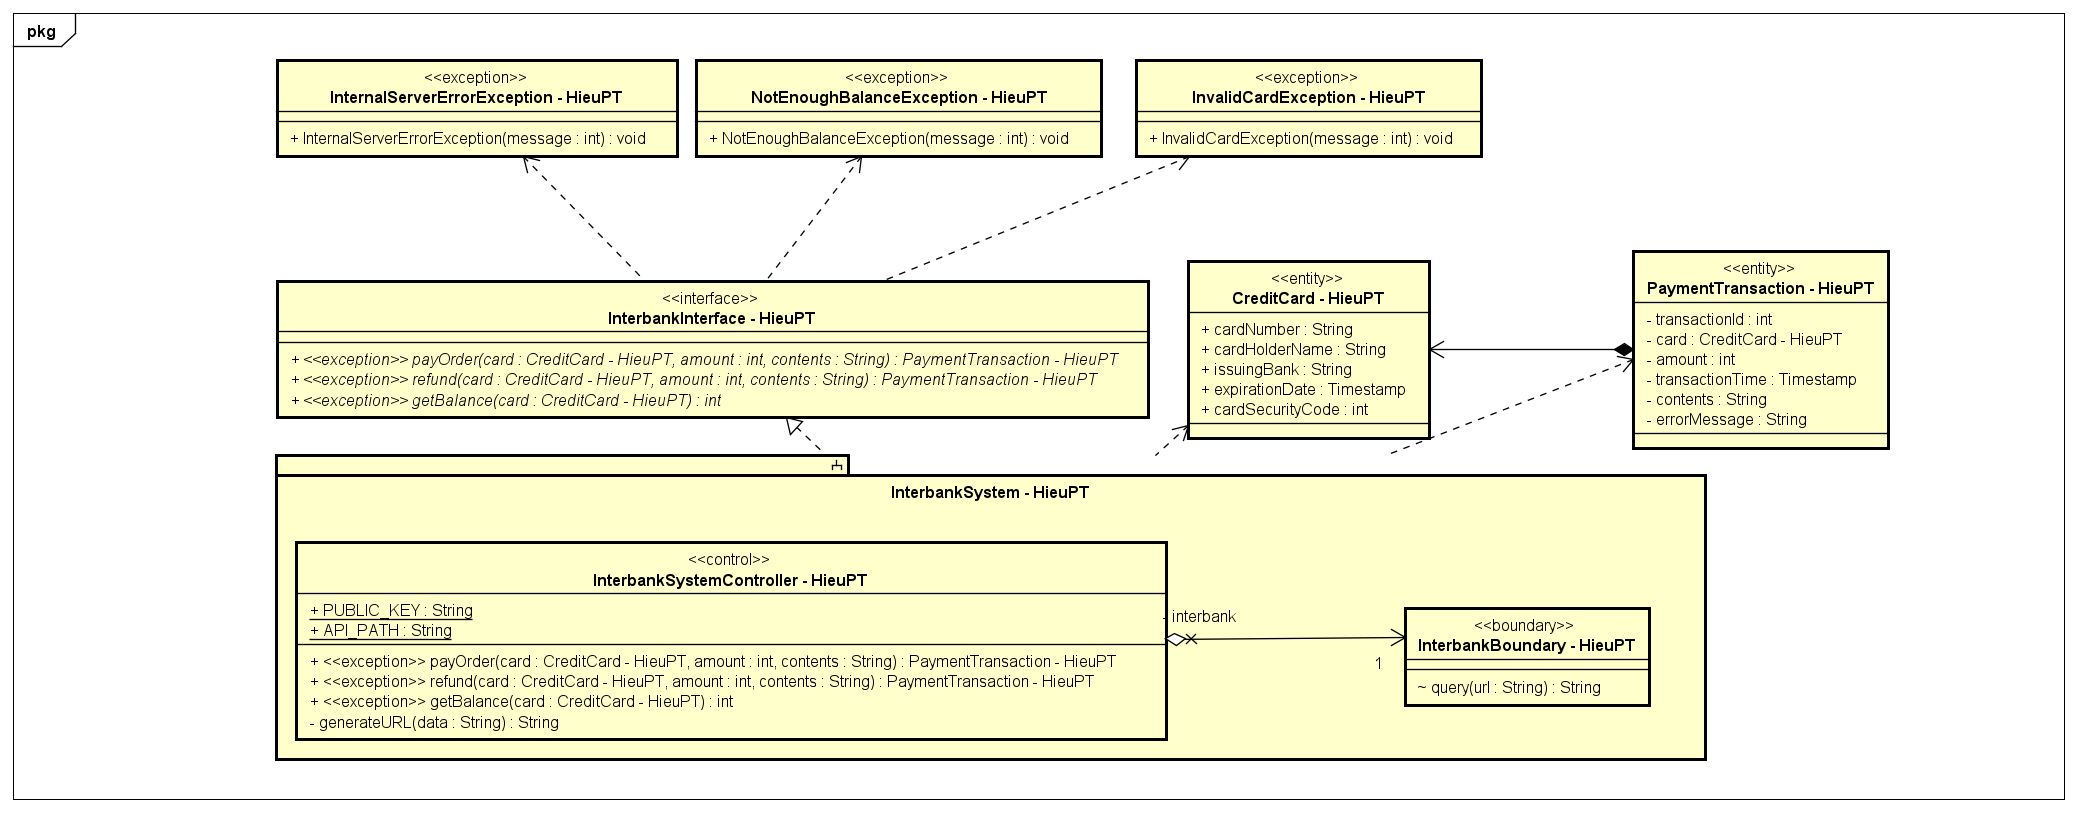 pkg
<<exception>>
InternalServerErrorException - HieuPT
+ InternalServerErrorException(message : int) : void
<<exception>>
NotEnoughBalanceException - HieuPT
+ NotEnoughBalanceException(message : int) : void
<<exception>>
InvalidCardException - HieuPT
+ InvalidCardException(message : int) : void
<<interface>>
InterbankInterface - HieuPT
+ <<exception>> payOrder(card : CreditCard - HieuPT, amount : int, contents : String) : PaymentTransaction - HieuPT
+ <<exception>> refund(card : CreditCard - HieuPT, amount : int, contents : String) : PaymentTransaction - HieuPT
+ <<exception>> getBalance(card : CreditCard - HieuPT) : int
<<entity>>
CreditCard - HieuPT
+ cardNumber : String
+ cardHolderName : String
+ issuingBank : String
+ expirationDate : Timestamp
+ cardSecurityCode : int
<<entity>>
PaymentTransaction - HieuPT
- transactionId : int
- card : CreditCard - HieuPT
- amount : int
- transactionTime : Timestamp
- contents : String
- errorMessage : String
InterbankSystem - HieuPT
<<control>>
InterbankSystemController - HieuPT
+ PUBLIC_KEY : String
+ API_PATH : String
+ <<exception>> payOrder(card : CreditCard - HieuPT, amount : int, contents : String) : PaymentTransaction - HieuPT
+ <<exception>> refund(card : CreditCard - HieuPT, amount : int, contents : String) : PaymentTransaction - HieuPT
+ <<exception>> getBalance(card : CreditCard - HieuPT) : int
- generateURL(data : String) : String
- interbank
1
<<boundary>>
InterbankBoundary - HieuPT
~ query(url : String) : String